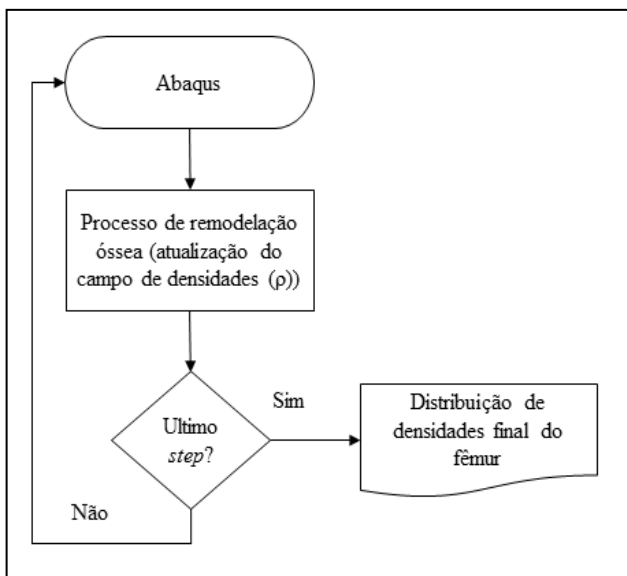 Abaqus
Processo de remodelação
óssea (atualização do
campo de densidades (ρ))
Ultimo
step?
Sim
Distribuição de
densidades final do
fêmur
Não